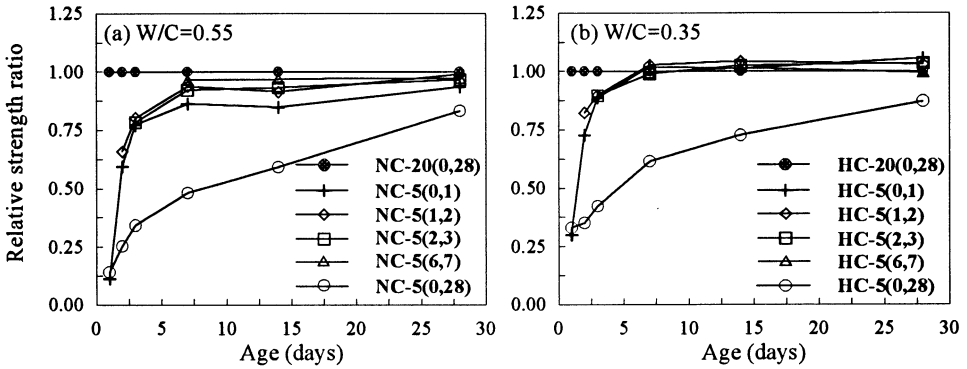 Relative strength ratio
(a) W/C=0.55
1.25
1.00
0.75
0.50
0.25
0.00
NC-20(0,28)
NC-5(0,1)
NC-5(1,2)
NC-5(2,3)
NC-5(6,7)
NC-5(0,28)
0 5 10 15 20 25 30
Age (days)
(b) W/C=0.35
1.25
1.00
0.75
0.50
0.25
0.00
HC-20(0,28)
HC-5(0,1)
HC-5(1,2)
HC-5(2,3)
HC-5(6,7)
HC-5(0,28)
0 5 10 15 20 25 30
Age (days)